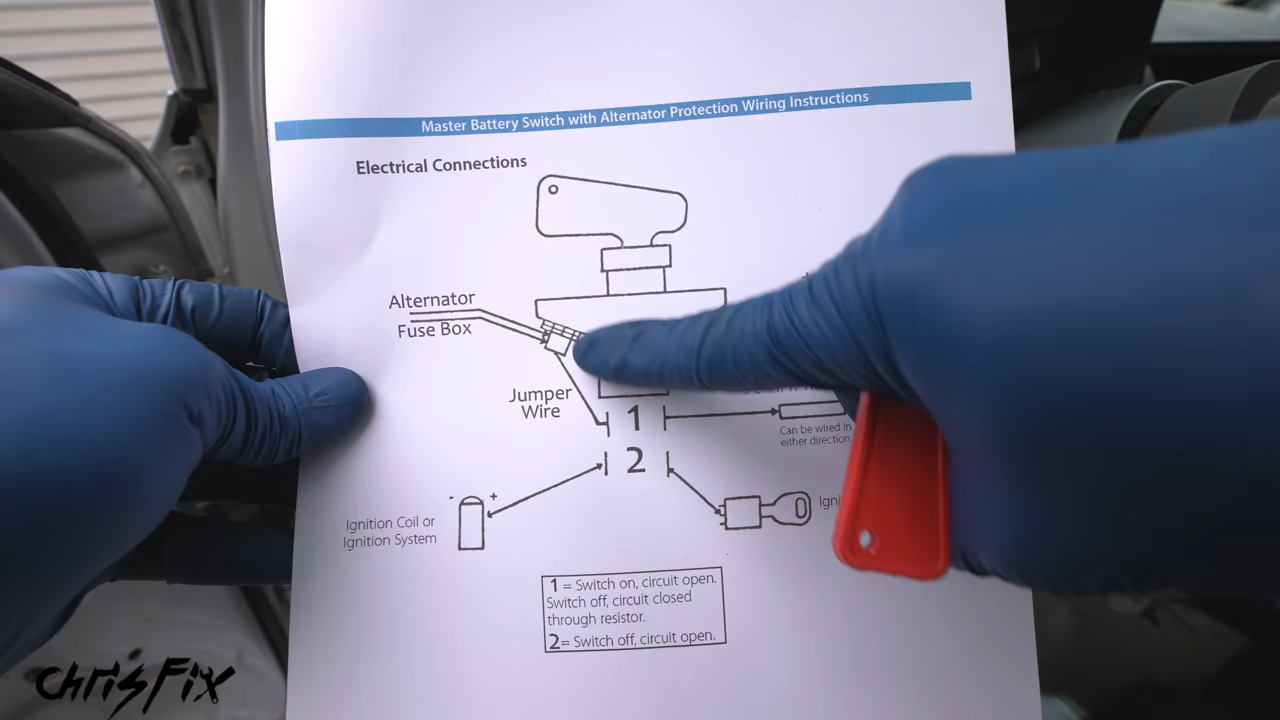 Master Battery Switch with Alternator Protection Wiring Instructions
Electrical Connections
Alternator
Fuse Box
Jumper
Wire
1
2
Can be wired in
either direction
- +
Ignition Coil or
Ignition System
1 = Switch on, circuit open.
Switch off, circuit closed
through resistor.
2= Switch off, circuit open.
ChrisFix